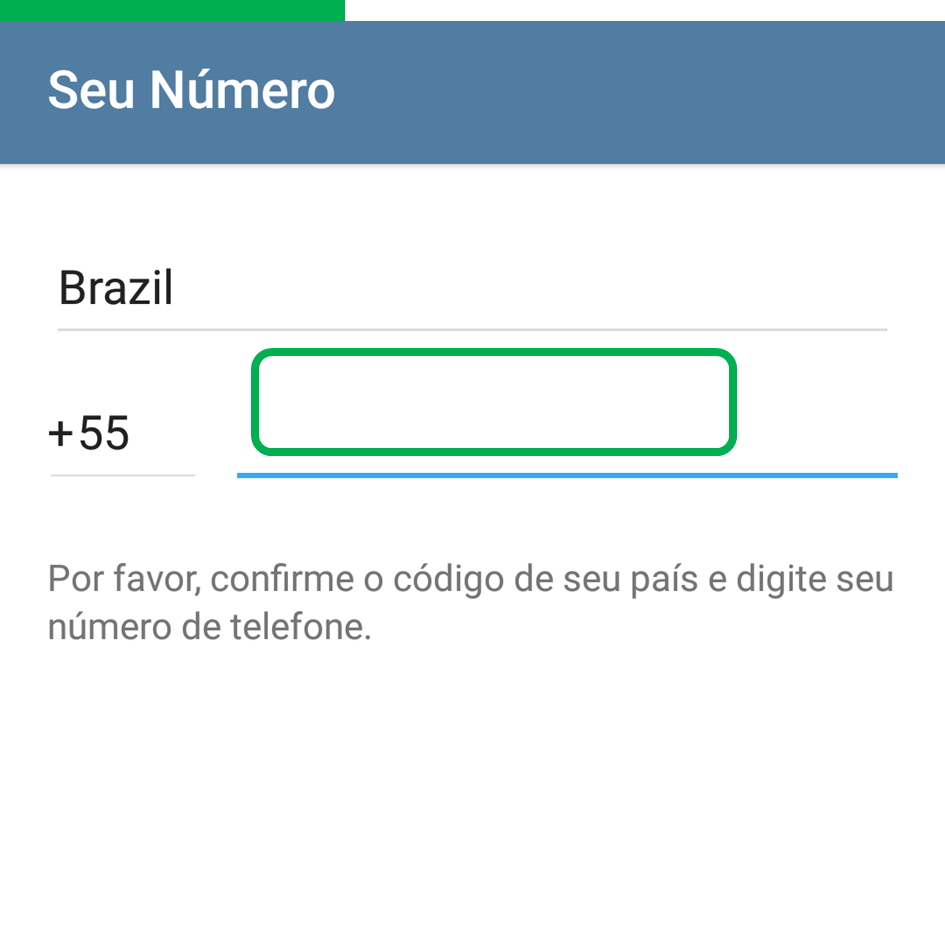 Seu Número
Brazil
+55
Por favor, confirme o código de seu país e digite seu
número de telefone.